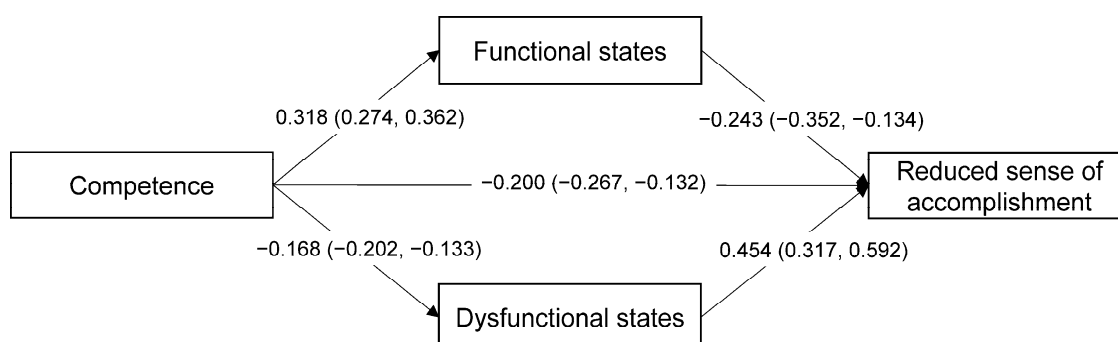 Functional states
0.318 (0.274, 0.362)
−0.243 (−0.352, −0.134)
Competence
−0.200 (−0.267, −0.132)
Reduced sense of
accomplishment
−0.168 (−0.202, −0.133)
0.454 (0.317, 0.592)
Dysfunctional states